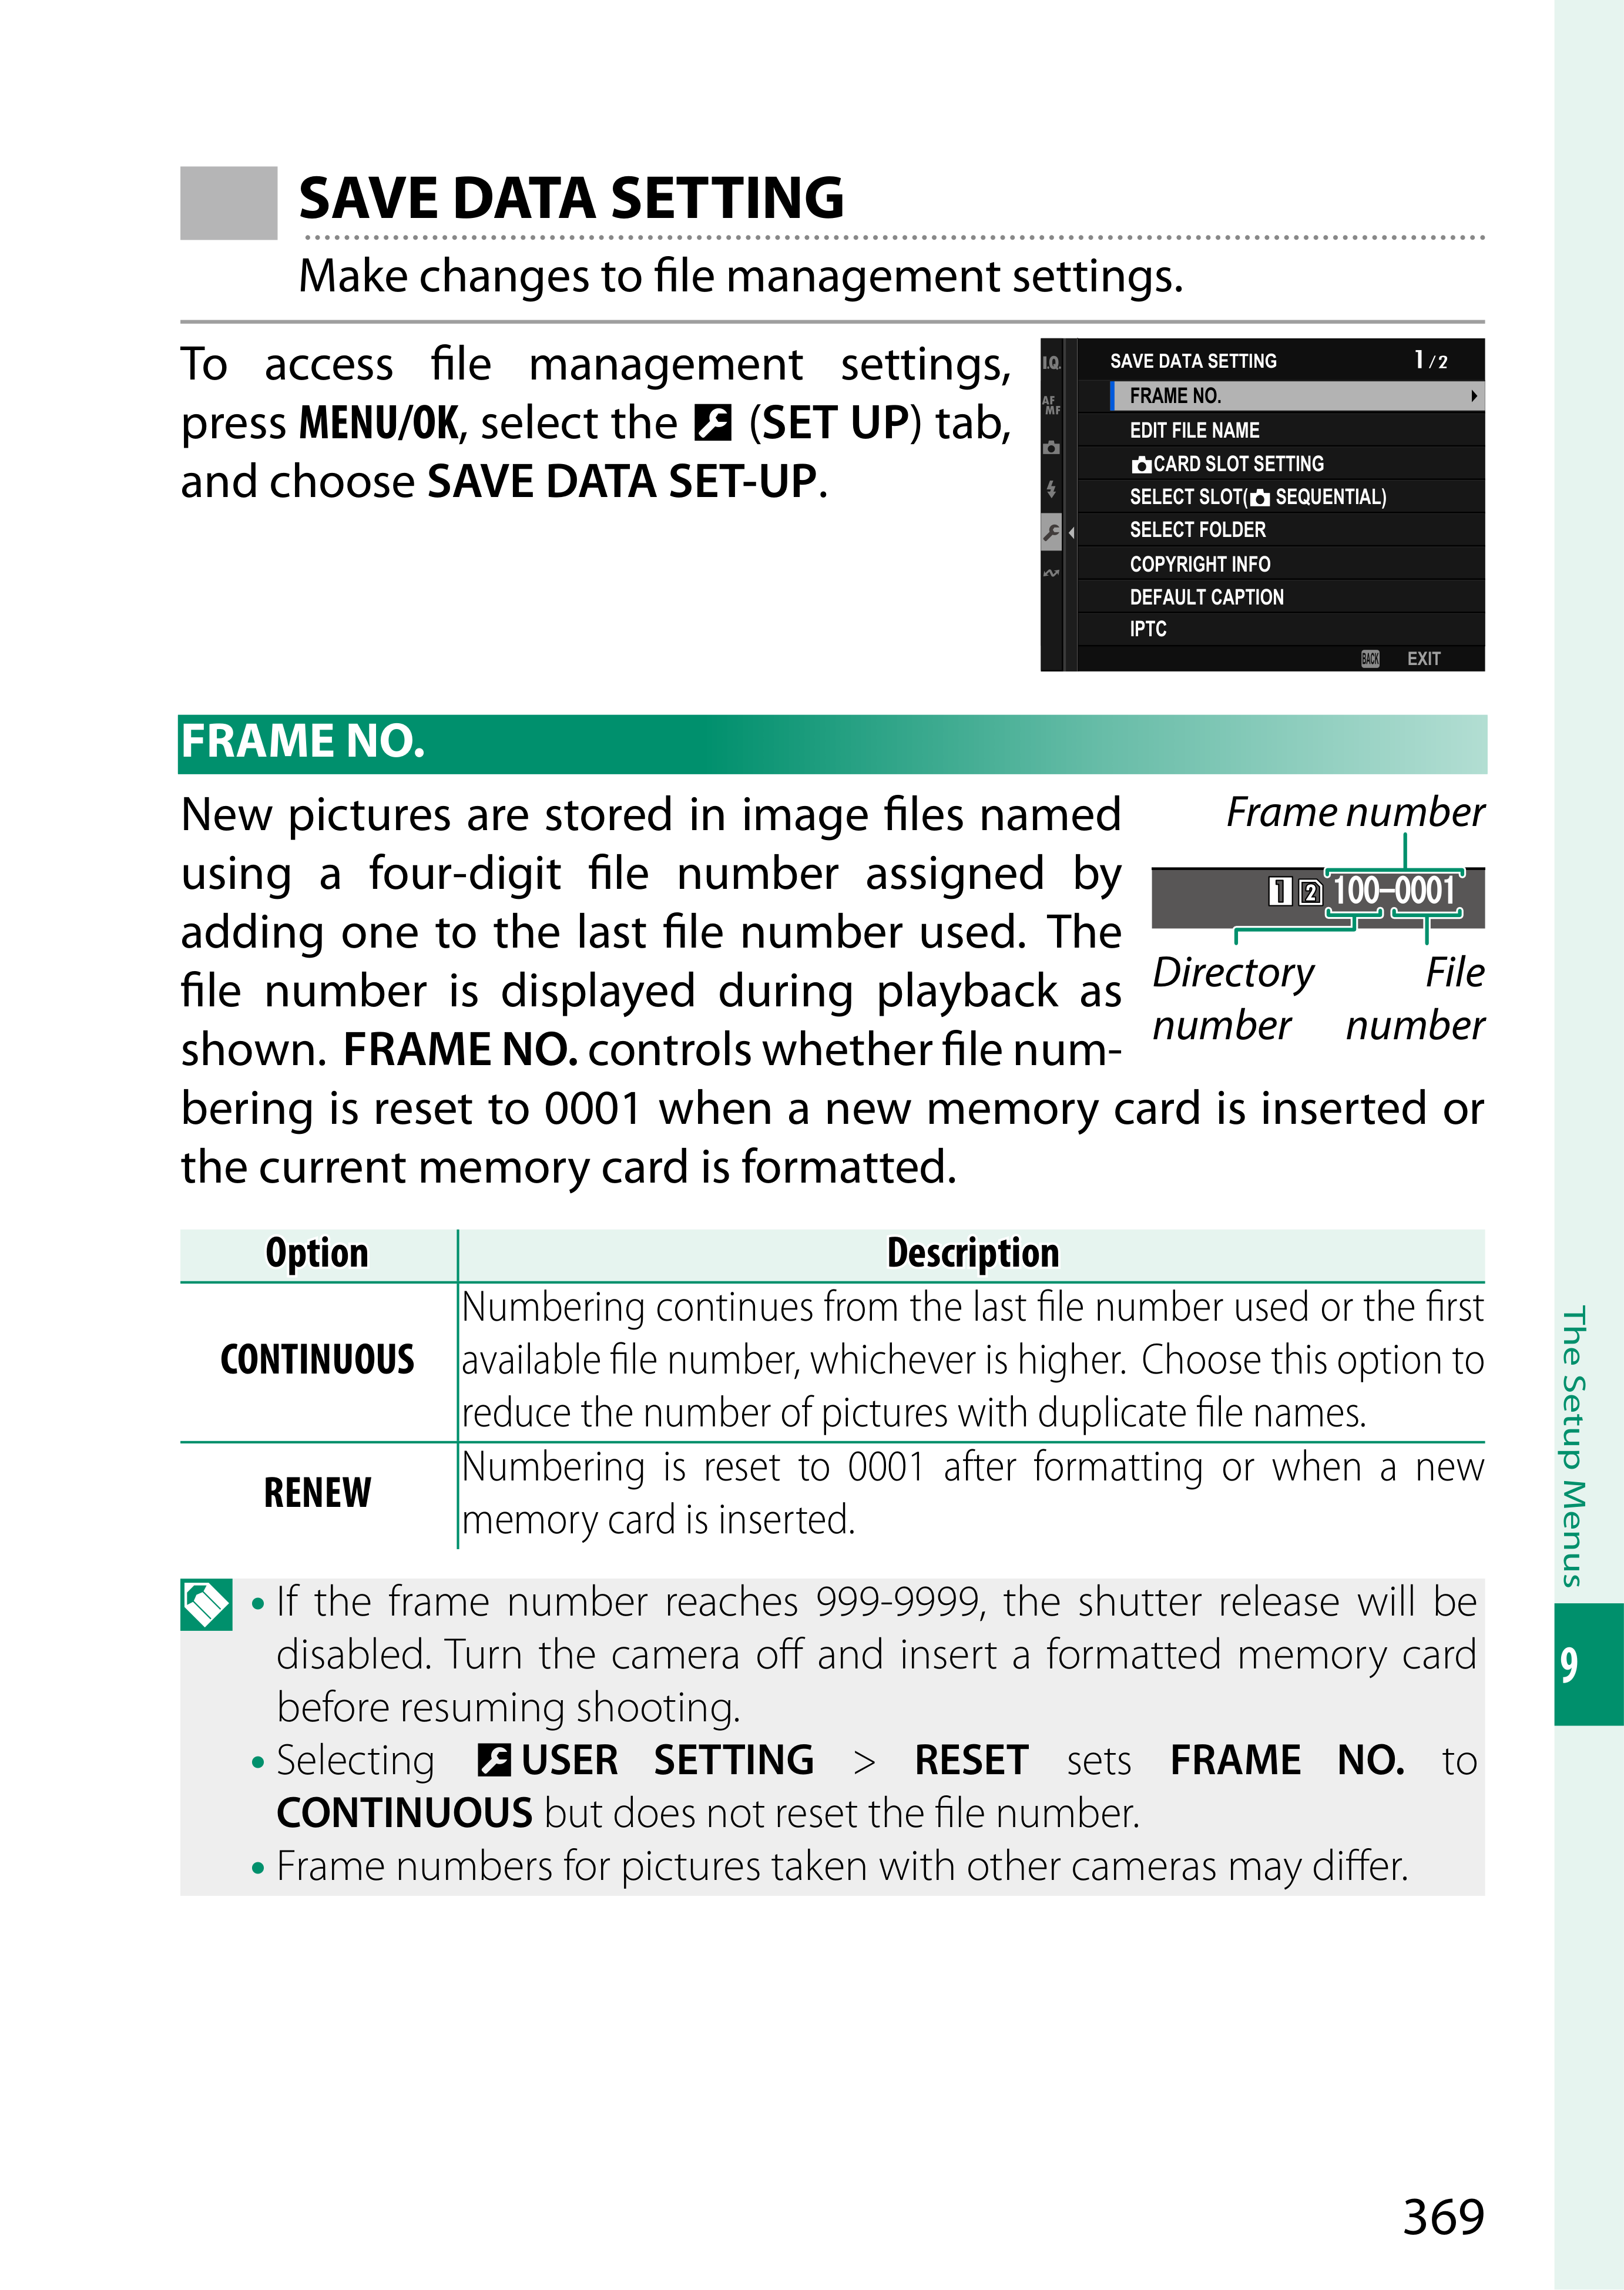 SAVE DATA SETTING
Make changes to file management settings.
To access file management settings,
press MENU/OK, select the (SET UP) tab,
and choose SAVE DATA SET-UP.
I.Q.
AF
MF
SAVE DATA SETTING 1/2
FRAME NO.
EDIT FILE NAME
CARD SLOT SETTING
SELECT SLOT( SEQUENTIAL)
SELECT FOLDER
COPYRIGHT INFO
DEFAULT CAPTION
IPTC
BACK EXIT
FRAME NO.
New pictures are stored in image files named
using a four-digit file number assigned by
adding one to the last file number used. The
file number is displayed during playback as
shown. FRAME NO. controls whether file num-
bering is reset to 0001 when a new memory card is inserted or
the current memory card is formatted.
Frame number
1 2 100-0001
Directory File
number number
Option Description
CONTINUOUS
Numbering continues from the last file number used or the first
available file number, whichever is higher. Choose this option to
reduce the number of pictures with duplicate file names.
RENEW
Numbering is reset to 0001 after formatting or when a new
memory card is inserted.
• If the frame number reaches 999-9999, the shutter release will be
disabled. Turn the camera off and insert a formatted memory card
before resuming shooting.
• Selecting USER SETTING > RESET sets FRAME NO. to
CONTINUOUS but does not reset the file number.
• Frame numbers for pictures taken with other cameras may differ.
The Setup Menus
9
369